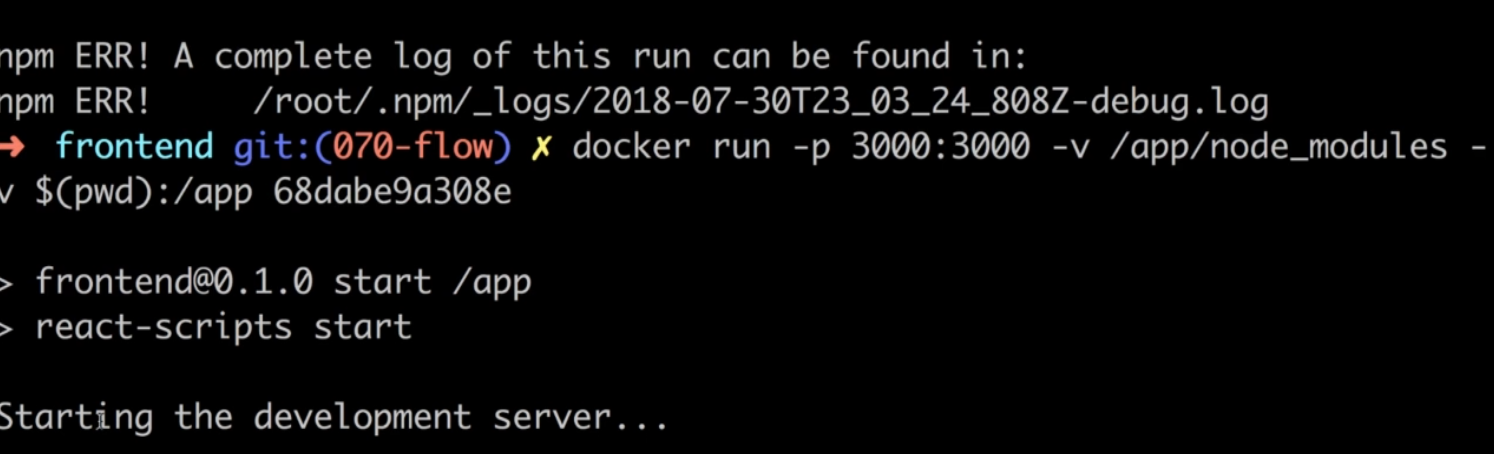 npm ERR! A complete log of this run can be found in:
npm ERR!     /root/.npm/_logs/2018-07-30T23_03_24_808Z-debug.log
➜  frontend git:(070-flow) ✗ docker run -p 3000:3000 -v /app/node_modules -
v $(pwd):/app 68dabe9a308e
> frontend@0.1.0 start /app
> react-scripts start
Starting the development server...